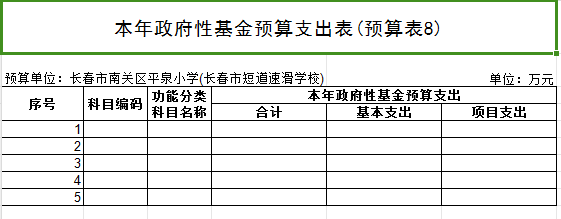 本年政府性基金预算支出表(预算表8)
预算单位：长春市南关区平泉小学(长春市短道速滑学校) 单位：万元
序号 科目编码 功能分类科目名称 本年政府性基金预算支出
合计 基本支出 项目支出
1
2
3
4
5